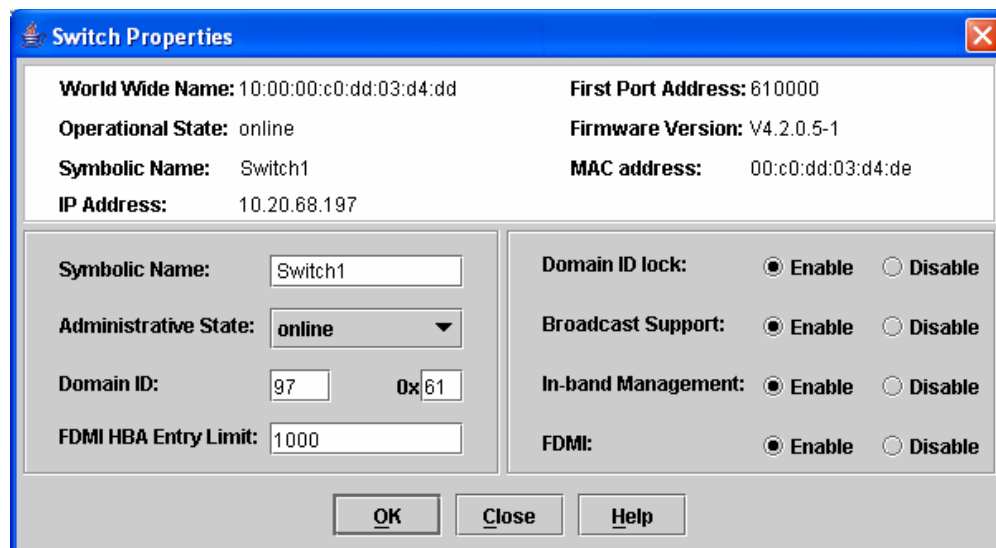 Switch Properties
World Wide Name: 10:00:00:c0:dd:03:d4:dd
First Port Address: 610000
Operational State: online
Firmware Version: V4.2.0.5-1
Symbolic Name: Switch1
MAC address: 00:c0:dd:03:d4:de
IP Address: 10.20.68.197
Symbolic Name: Switch1
Administrative State: online
Domain ID: 97 0x61
FDMI HBA Entry Limit: 1000
Domain ID lock: Enable Disable
Broadcast Support: Enable Disable
In-band Management: Enable Disable
FDMI: Enable Disable
OK Close Help